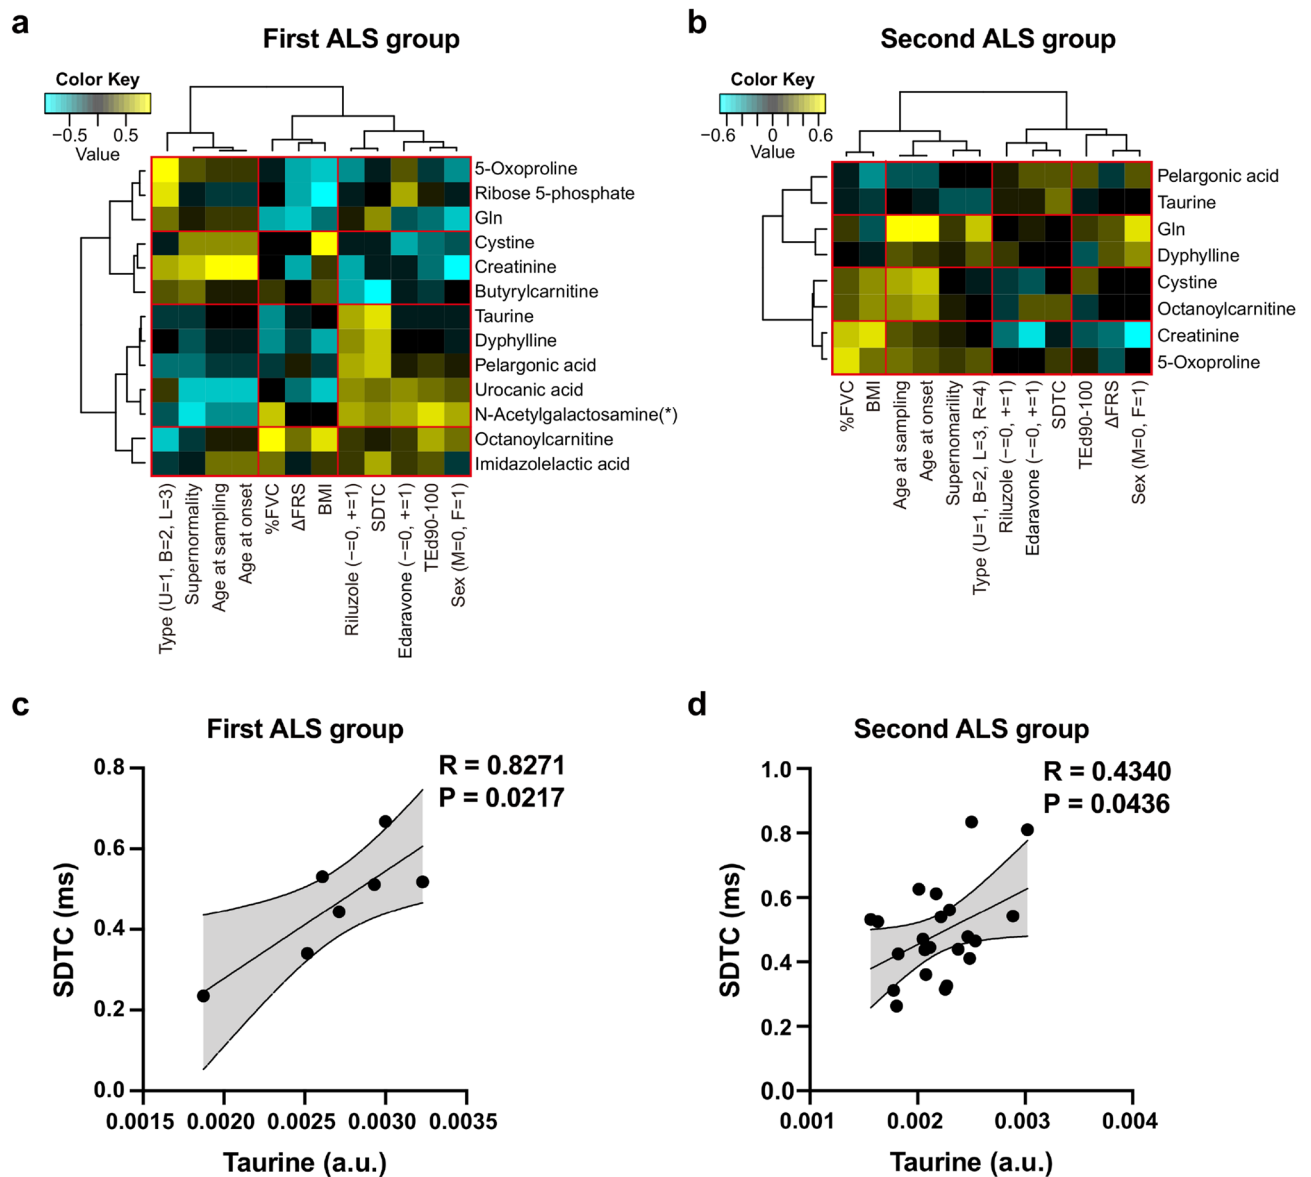 a
First ALS group
Color Key
−0.5 0.5
Value
5-Oxoproline
Ribose 5-phosphate
Gln
Cystine
Creatinine
Butyrylcarnitine
Taurine
Dyphylline
Pelargonic acid
Urocanic acid
N-Acetylgalactosamine(*)
Octanoylcarnitine
Imidazolelactic acid
Type (U=1, B=2, L=3)
Supernormality
Age at sampling
Age at onset
%FVC
ΔFRS
BMI
Riluzole (−=0, +=1)
SDTC
Edaravone (−=0, +=1)
TEd90-100
Sex (M=0, F=1)
b
Second ALS group
Color Key
−0.6 0 0.6
Value
Pelargonic acid
Taurine
Gln
Dyphylline
Cystine
Octanoylcarnitine
Creatinine
5-Oxoproline
%FVC
BMI
Age at sampling
Age at onset
Supernomarility
Type (U=1, B=2, L=3, R=4)
Riluzole (−=0, +=1)
Edaravone (−=0, +=1)
SDTC
TEd90-100
ΔFRS
Sex (M=0, F=1)
c
First ALS group
R = 0.8271
P = 0.0217
0.8
0.6
0.4
0.2
0.0
SDTC (ms)
0.0015 0.0020 0.0025 0.0030 0.0035
Taurine (a.u.)
d
Second ALS group
R = 0.4340
P = 0.0436
1.0
0.8
0.6
0.4
0.2
0.0
SDTC (ms)
0.001 0.002 0.003 0.004
Taurine (a.u.)